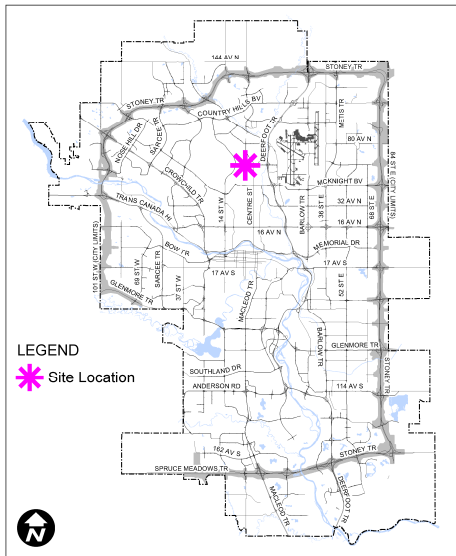 144 AV N
STONEY TR
STONEY TR
COUNTRY HILLS BV
DEERFOOT TR
METIS TR
NOSE HILL DR
SARCEE TR
80 AV N
CROWCHILD TR
84 ST E (CITY LIMITS)
MCKNIGHT BV
TRANS CANADA HI
14 ST W
CENTRE ST
BARLOW TR
36 ST E
32 AV N
68 ST E
16 AV N
16 AV N
BOW TR
MEMORIAL DR
101 ST W (CITY LIMITS)
69 ST W
SARCEE TR
37 ST W
17 AV S
17 AV S
52 ST E
GLENMORE TR
MACLEOD TR
BARLOW TR
GLENMORE TR
LEGEND
Site Location
SOUTHLAND DR
ANDERSON RD
114 AV S
STONEY TR
162 AV S
STONEY TR
SPRUCE MEADOWS TR
MACLEOD TR
DEERFOOT TR
N